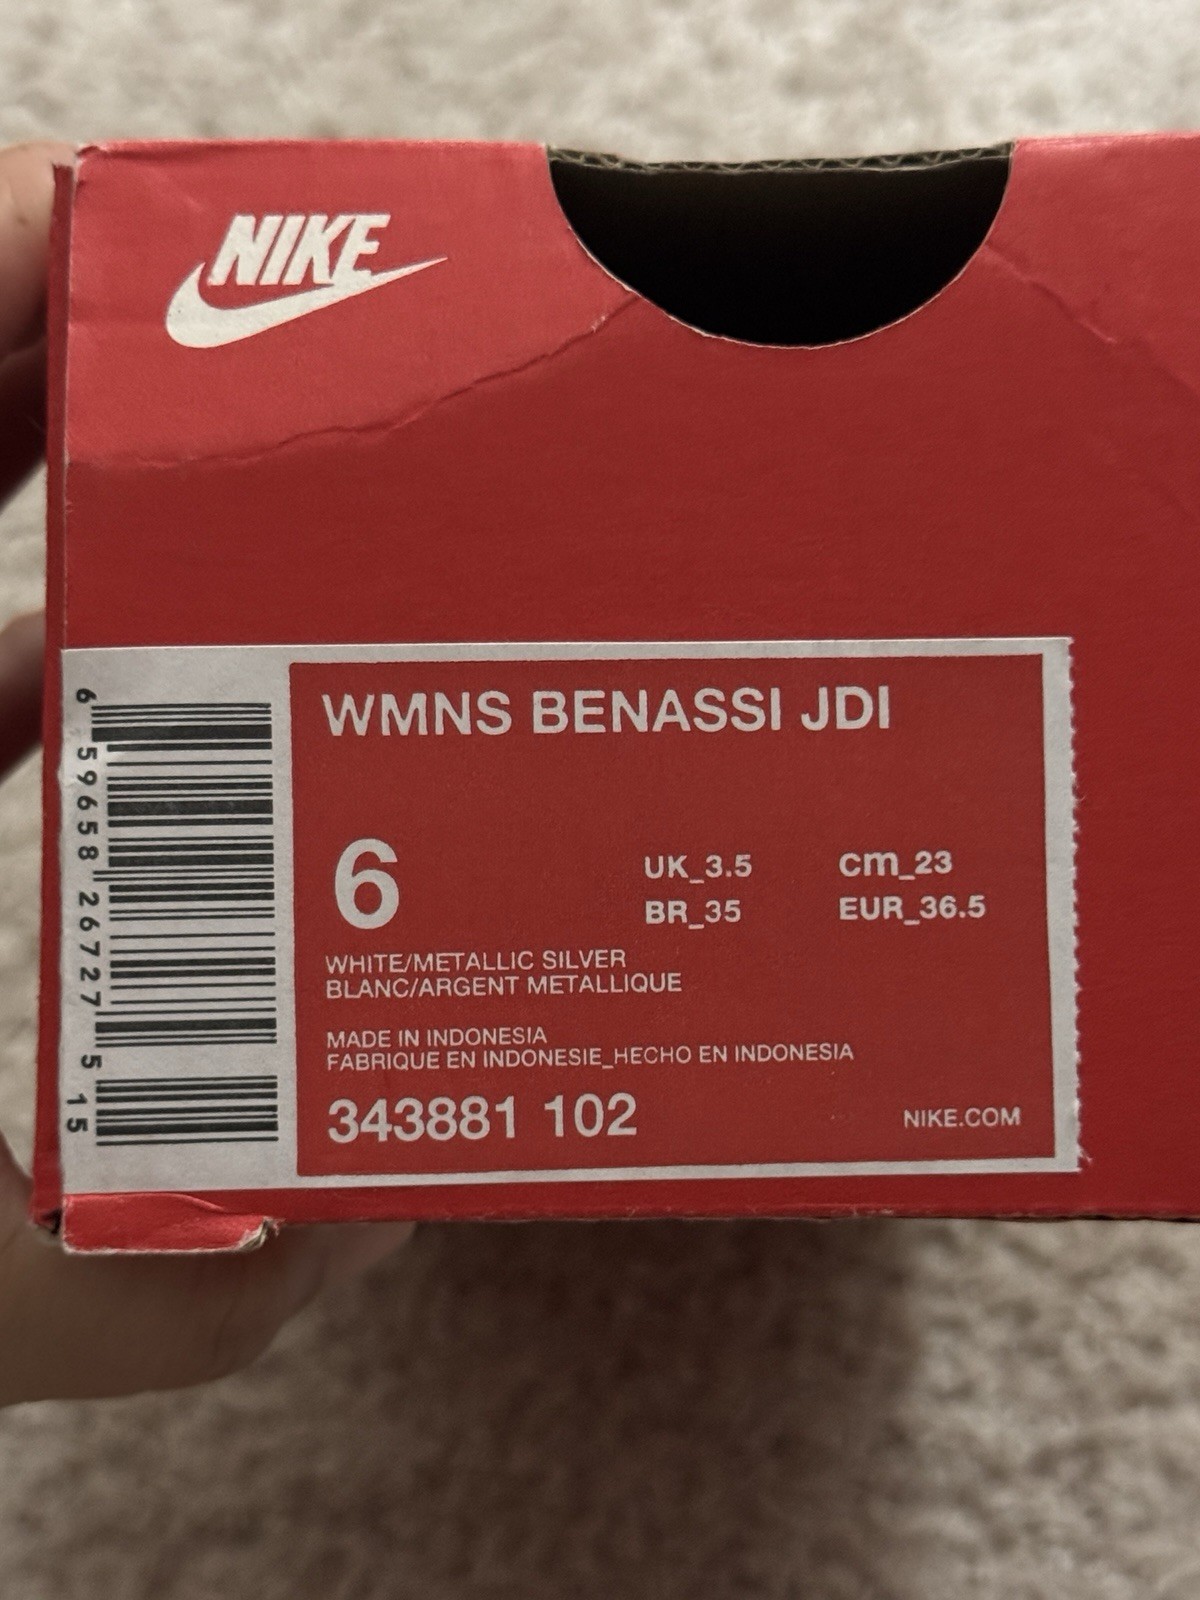 NIKE
WMNS BENASSI JDI
6
UK_3.5
cm_23
BR_35
EUR_36.5
WHITE/METALLIC SILVER
BLANC/ARGENT METALLIQUE
MADE IN INDONESIA
FABRIQUE EN INDONESIE_HECHO EN INDONESIA
343881 102
NIKE.COM
6 59658 26727 5 15